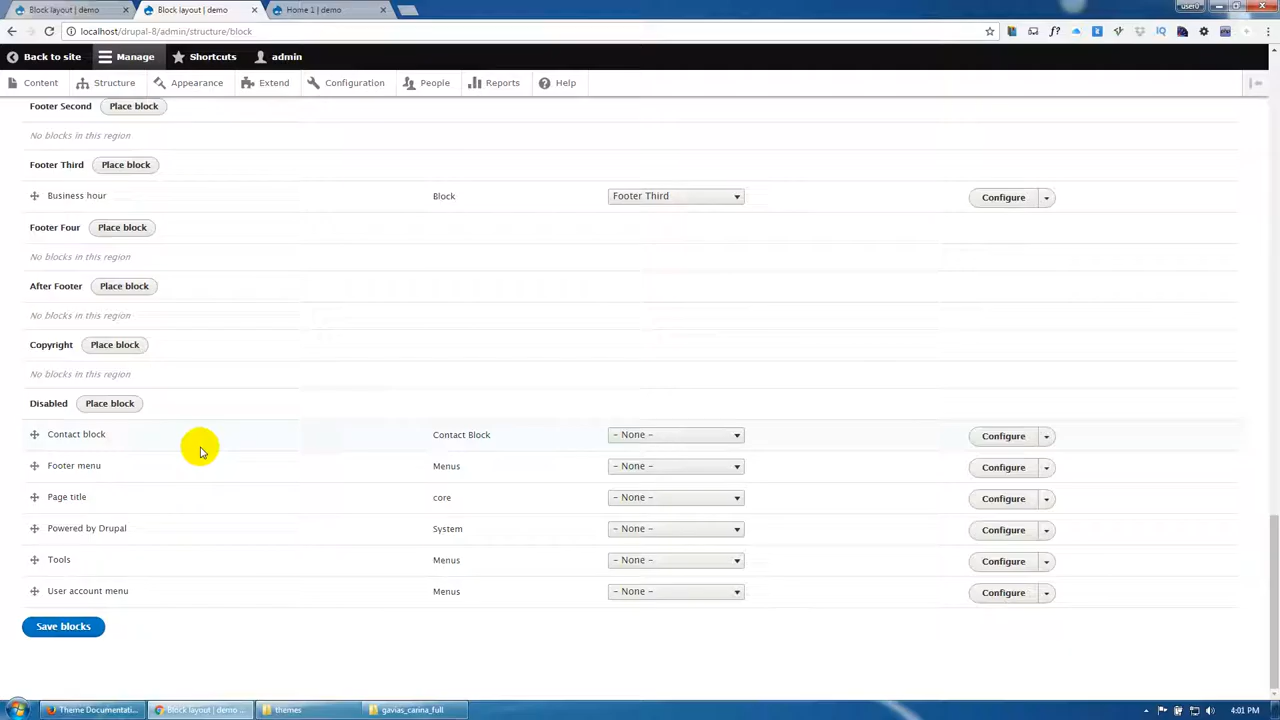 Block layout | demo
Block layout | demo
Home 1 | demo
user0
localhost/drupal-8/admin/structure/block
f?
IQ
Back to site
Manage
Shortcuts
admin
Content
Structure
Appearance
Extend
Configuration
People
Reports
Help
Footer Second
Place block
No blocks in this region
Footer Third
Place block
Business hour
Block
Footer Third
Configure
Footer Four
Place block
No blocks in this region
After Footer
Place block
No blocks in this region
Copyright
Place block
No blocks in this region
Disabled
Place block
Contact block
Contact Block
- None -
Configure
Footer menu
Menus
- None -
Configure
Page title
core
- None -
Configure
Powered by Drupal
System
- None -
Configure
Tools
Menus
- None -
Configure
User account menu
Menus
- None -
Configure
Save blocks
Theme Documentati...
Block layout | demo ...
themes
gavias_carina_full
4:01 PM